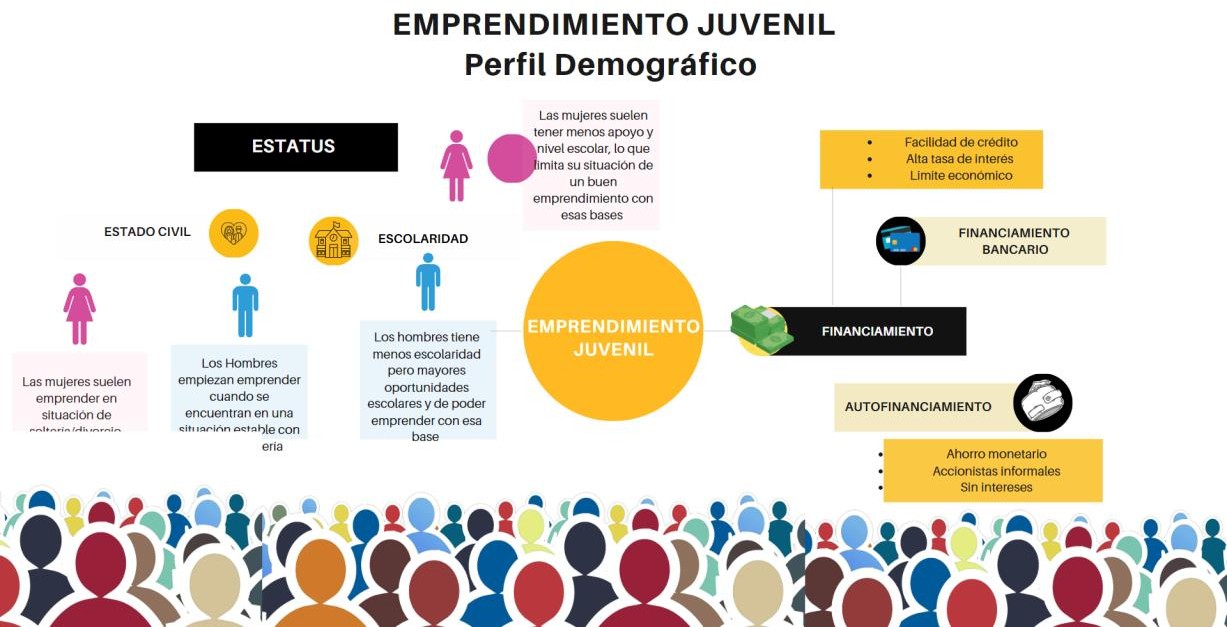 EMPRENDIMIENTO JUVENIL
Perfil Demográfico
ESTATUS
Las mujeres suelen
tener menos apoyo y
nivel escolar, lo que
limita su situación de
un buen
emprendimiento con
esas bases
ESTADO CIVIL
ESCOLARIDAD
Las mujeres suelen
emprender en
situación de
soltería/divorcio
Los Hombres
empiezan emprender
cuando se
encuentran en una
situación estable con
ería
Los hombres tiene
menos escolaridad
pero mayores
oportunidades
escolares y de poder
emprender con esa
base
EMPRENDIMIENTO
JUVENIL
Facilidad de crédito
Alta tasa de interés
Limite económico
FINANCIAMIENTO
BANCARIO
FINANCIAMIENTO
AUTOFINANCIAMIENTO
Ahorro monetario
Accionistas informales
Sin intereses